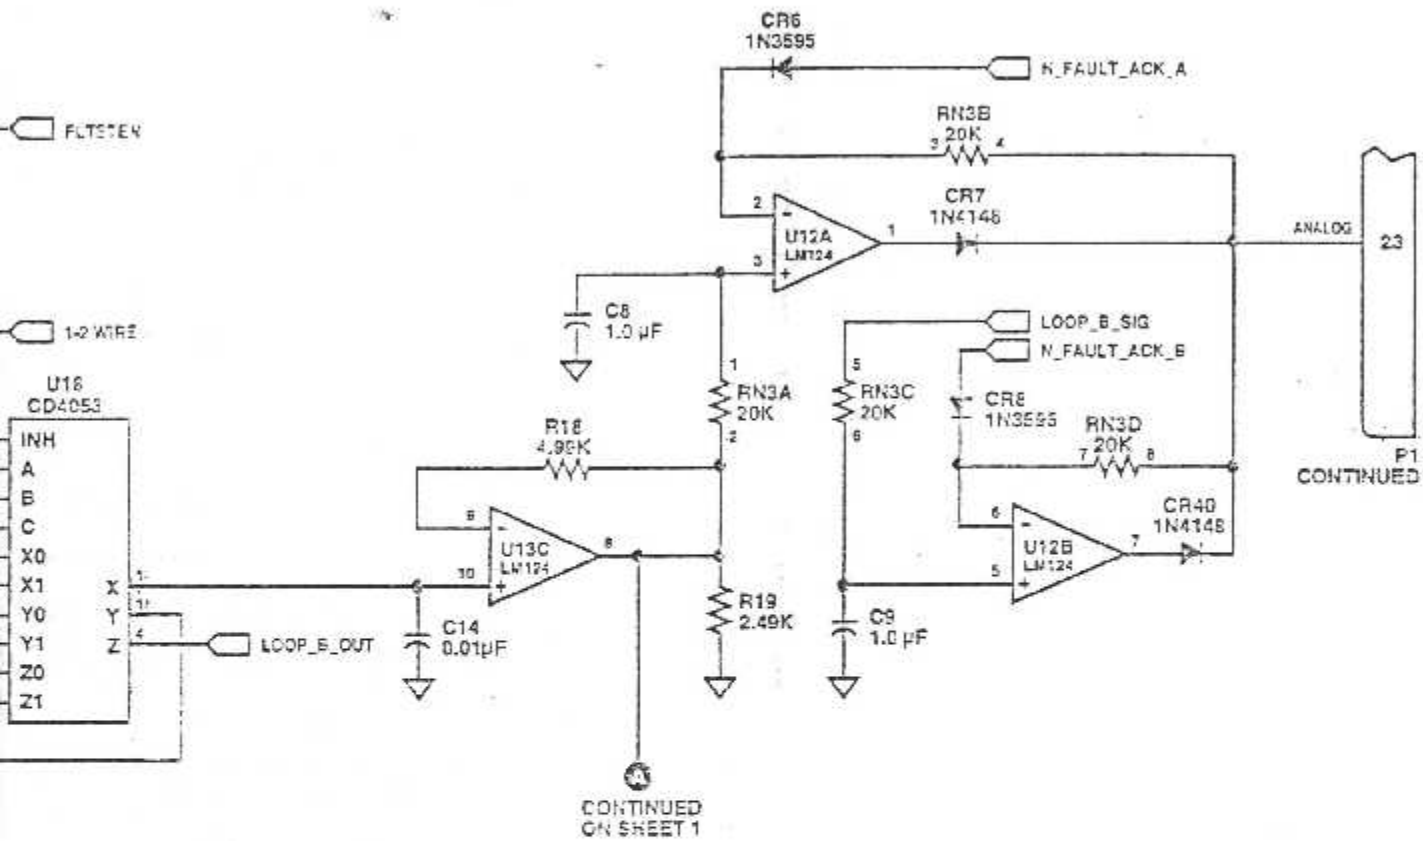 CR6
1N3595
N_FAULT_ACK_A
RN3B
20K
3
4
FLTSTEN
CR7
1N4148
2
-
U12A
LM124
1
ANALOG
23
3
+
C8
1.0 µF
LOOP_B_SIG
N_FAULT_ACK_B
1-2 WIRE
U16
CD4053
1
RN3A
20K
2
5
RN3C
20K
6
CR8
1N3595
RN3D
20K
7
8
P1
CONTINUED
R18
4.99K
INH
A
B
C
X0
X1
Y0
Y1
Z0
Z1
X
Y
Z
4
LOOP_B_OUT
9
-
U13C
LM124
8
10
+
C14
0.01µF
R19
2.49K
6
-
U12B
LM124
7
5
+
CR40
1N4148
C9
1.0 µF
A
CONTINUED
ON SHEET 1